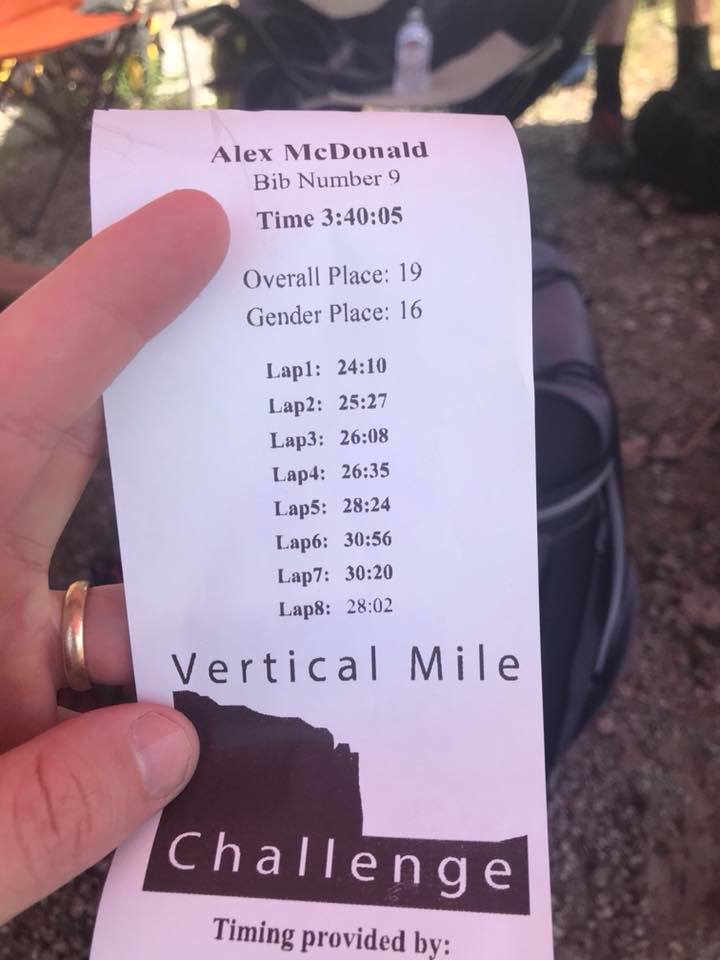 Alex McDonald
Bib Number 9
Time 3:40:05
Overall Place: 19
Gender Place: 16
Lap1: 24:10
Lap2: 25:27
Lap3: 26:08
Lap4: 26:35
Lap5: 28:24
Lap6: 30:56
Lap7: 30:20
Lap8: 28:02
Vertical Mile
Challenge
Timing provided by: